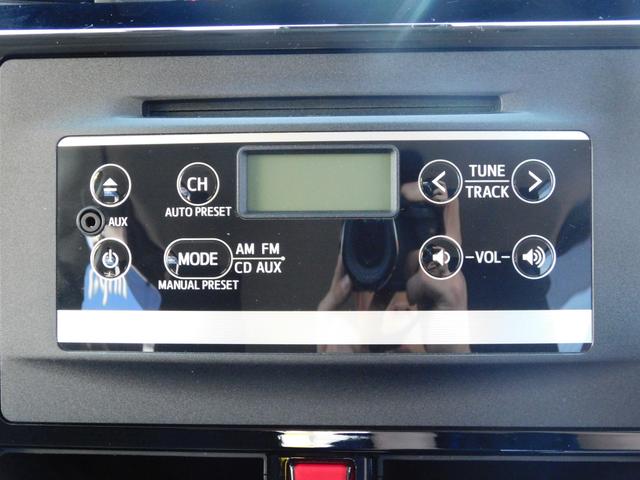 CH
AUTO PRESET
AUX
MODE
AM FM
CD AUX
MANUAL PRESET
TUNE
TRACK
-VOL-